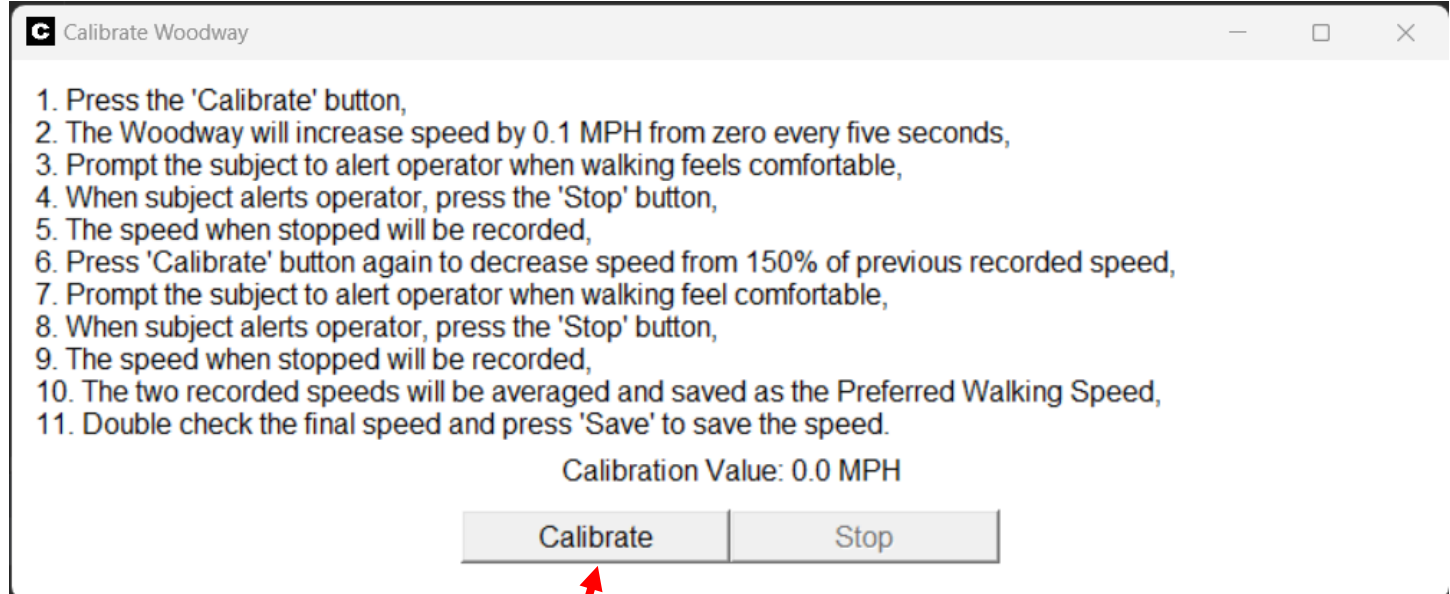 C Calibrate Woodway
1. Press the 'Calibrate' button,
2. The Woodway will increase speed by 0.1 MPH from zero every five seconds,
3. Prompt the subject to alert operator when walking feels comfortable,
4. When subject alerts operator, press the 'Stop' button,
5. The speed when stopped will be recorded,
6. Press 'Calibrate' button again to decrease speed from 150% of previous recorded speed,
7. Prompt the subject to alert operator when walking feel comfortable,
8. When subject alerts operator, press the 'Stop' button,
9. The speed when stopped will be recorded,
10. The two recorded speeds will be averaged and saved as the Preferred Walking Speed,
11. Double check the final speed and press 'Save' to save the speed.
Calibration Value: 0.0 MPH
Calibrate Stop